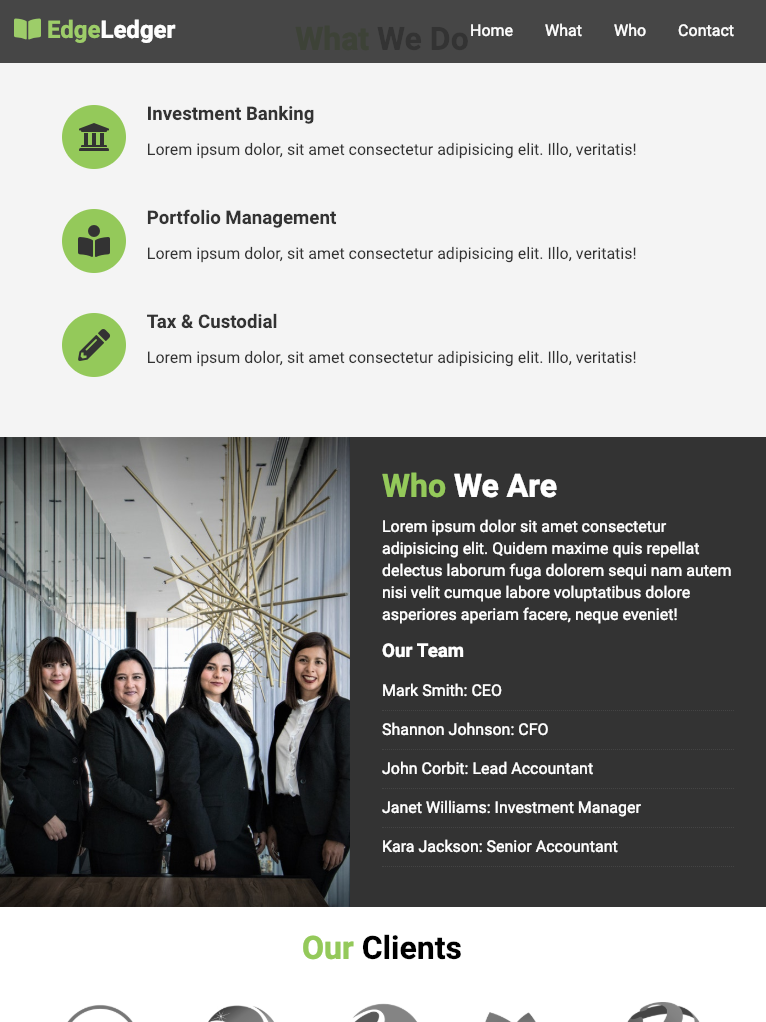 EdgeLedger
What We Do
Home
What
Who
Contact
Investment Banking
Lorem ipsum dolor, sit amet consectetur adipisicing elit. Illo, veritatis!
Portfolio Management
Lorem ipsum dolor, sit amet consectetur adipisicing elit. Illo, veritatis!
Tax & Custodial
Lorem ipsum dolor, sit amet consectetur adipisicing elit. Illo, veritatis!
Who We Are
Lorem ipsum dolor sit amet consectetur
adipisicing elit. Quidem maxime quis repellat
delectus laborum fuga dolorem sequi nam autem
nisi velit cumque labore voluptatibus dolore
asperiores aperiam facere, neque eveniet!
Our Team
Mark Smith: CEO
Shannon Johnson: CFO
John Corbit: Lead Accountant
Janet Williams: Investment Manager
Kara Jackson: Senior Accountant
Our Clients